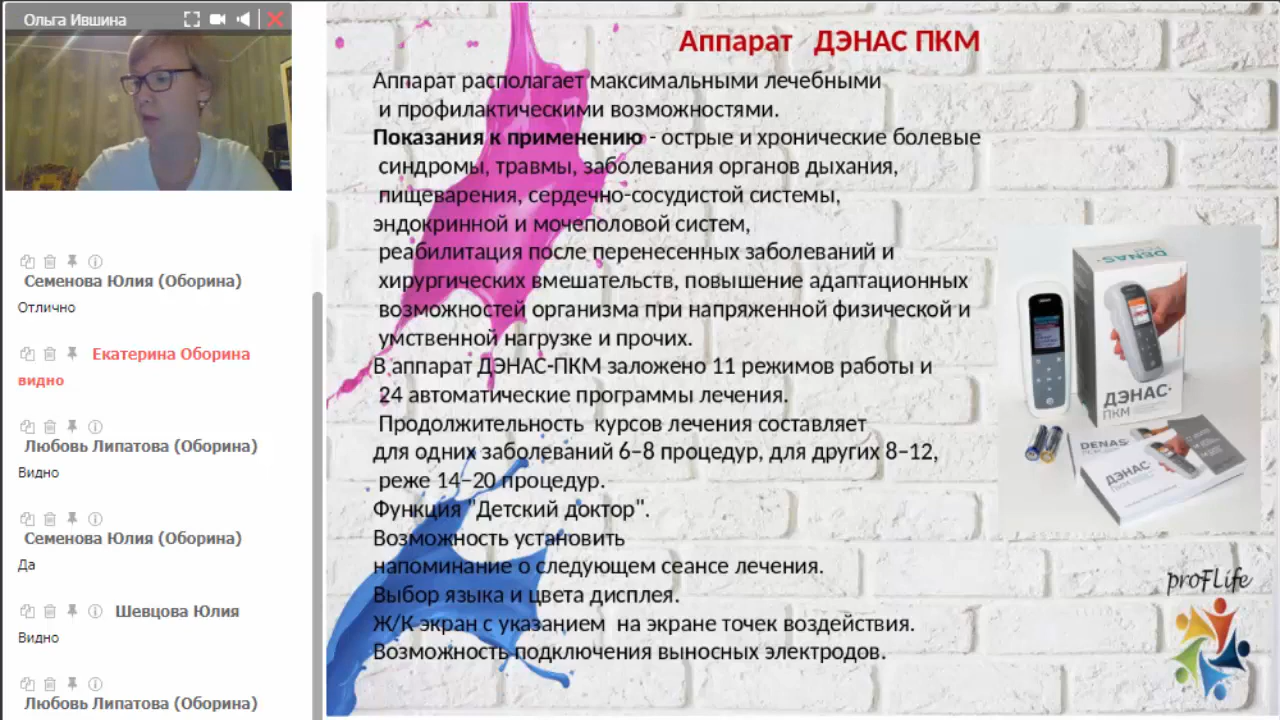 Ольга Ившина
Семенова Юлия (Оборина)
Отлично
Екатерина Оборина
видно
Любовь Липатова (Оборина)
Видно
Семенова Юлия (Оборина)
Да
Шевцова Юлия
Видно
Любовь Липатова (Оборина)
Аппарат ДЭНАС ПКМ
Аппарат располагает максимальными лечебными
и профилактическими возможностями.
Показания к применению - острые и хронические болевые
синдромы, травмы, заболевания органов дыхания,
пищеварения, сердечно-сосудистой системы,
эндокринной и мочеполовой систем,
реабилитация после перенесенных заболеваний и
хирургических вмешательств, повышение адаптационных
возможностей организма при напряженной физической и
умственной нагрузке и прочих.
В аппарат ДЭНАС-ПКМ заложено 11 режимов работы и
24 автоматические программы лечения.
Продолжительность курсов лечения составляет
для одних заболеваний 6–8 процедур, для других 8–12,
реже 14–20 процедур.
Функция "Детский доктор".
Возможность установить
напоминание о следующем сеансе лечения.
Выбор языка и цвета дисплея.
Ж/К экран с указанием на экране точек воздействия.
Возможность подключения выносных электродов.
DENAS
ДЭНАС·
ПКМ
DENAS·
ДЭНАС
ПКМ
proFLife